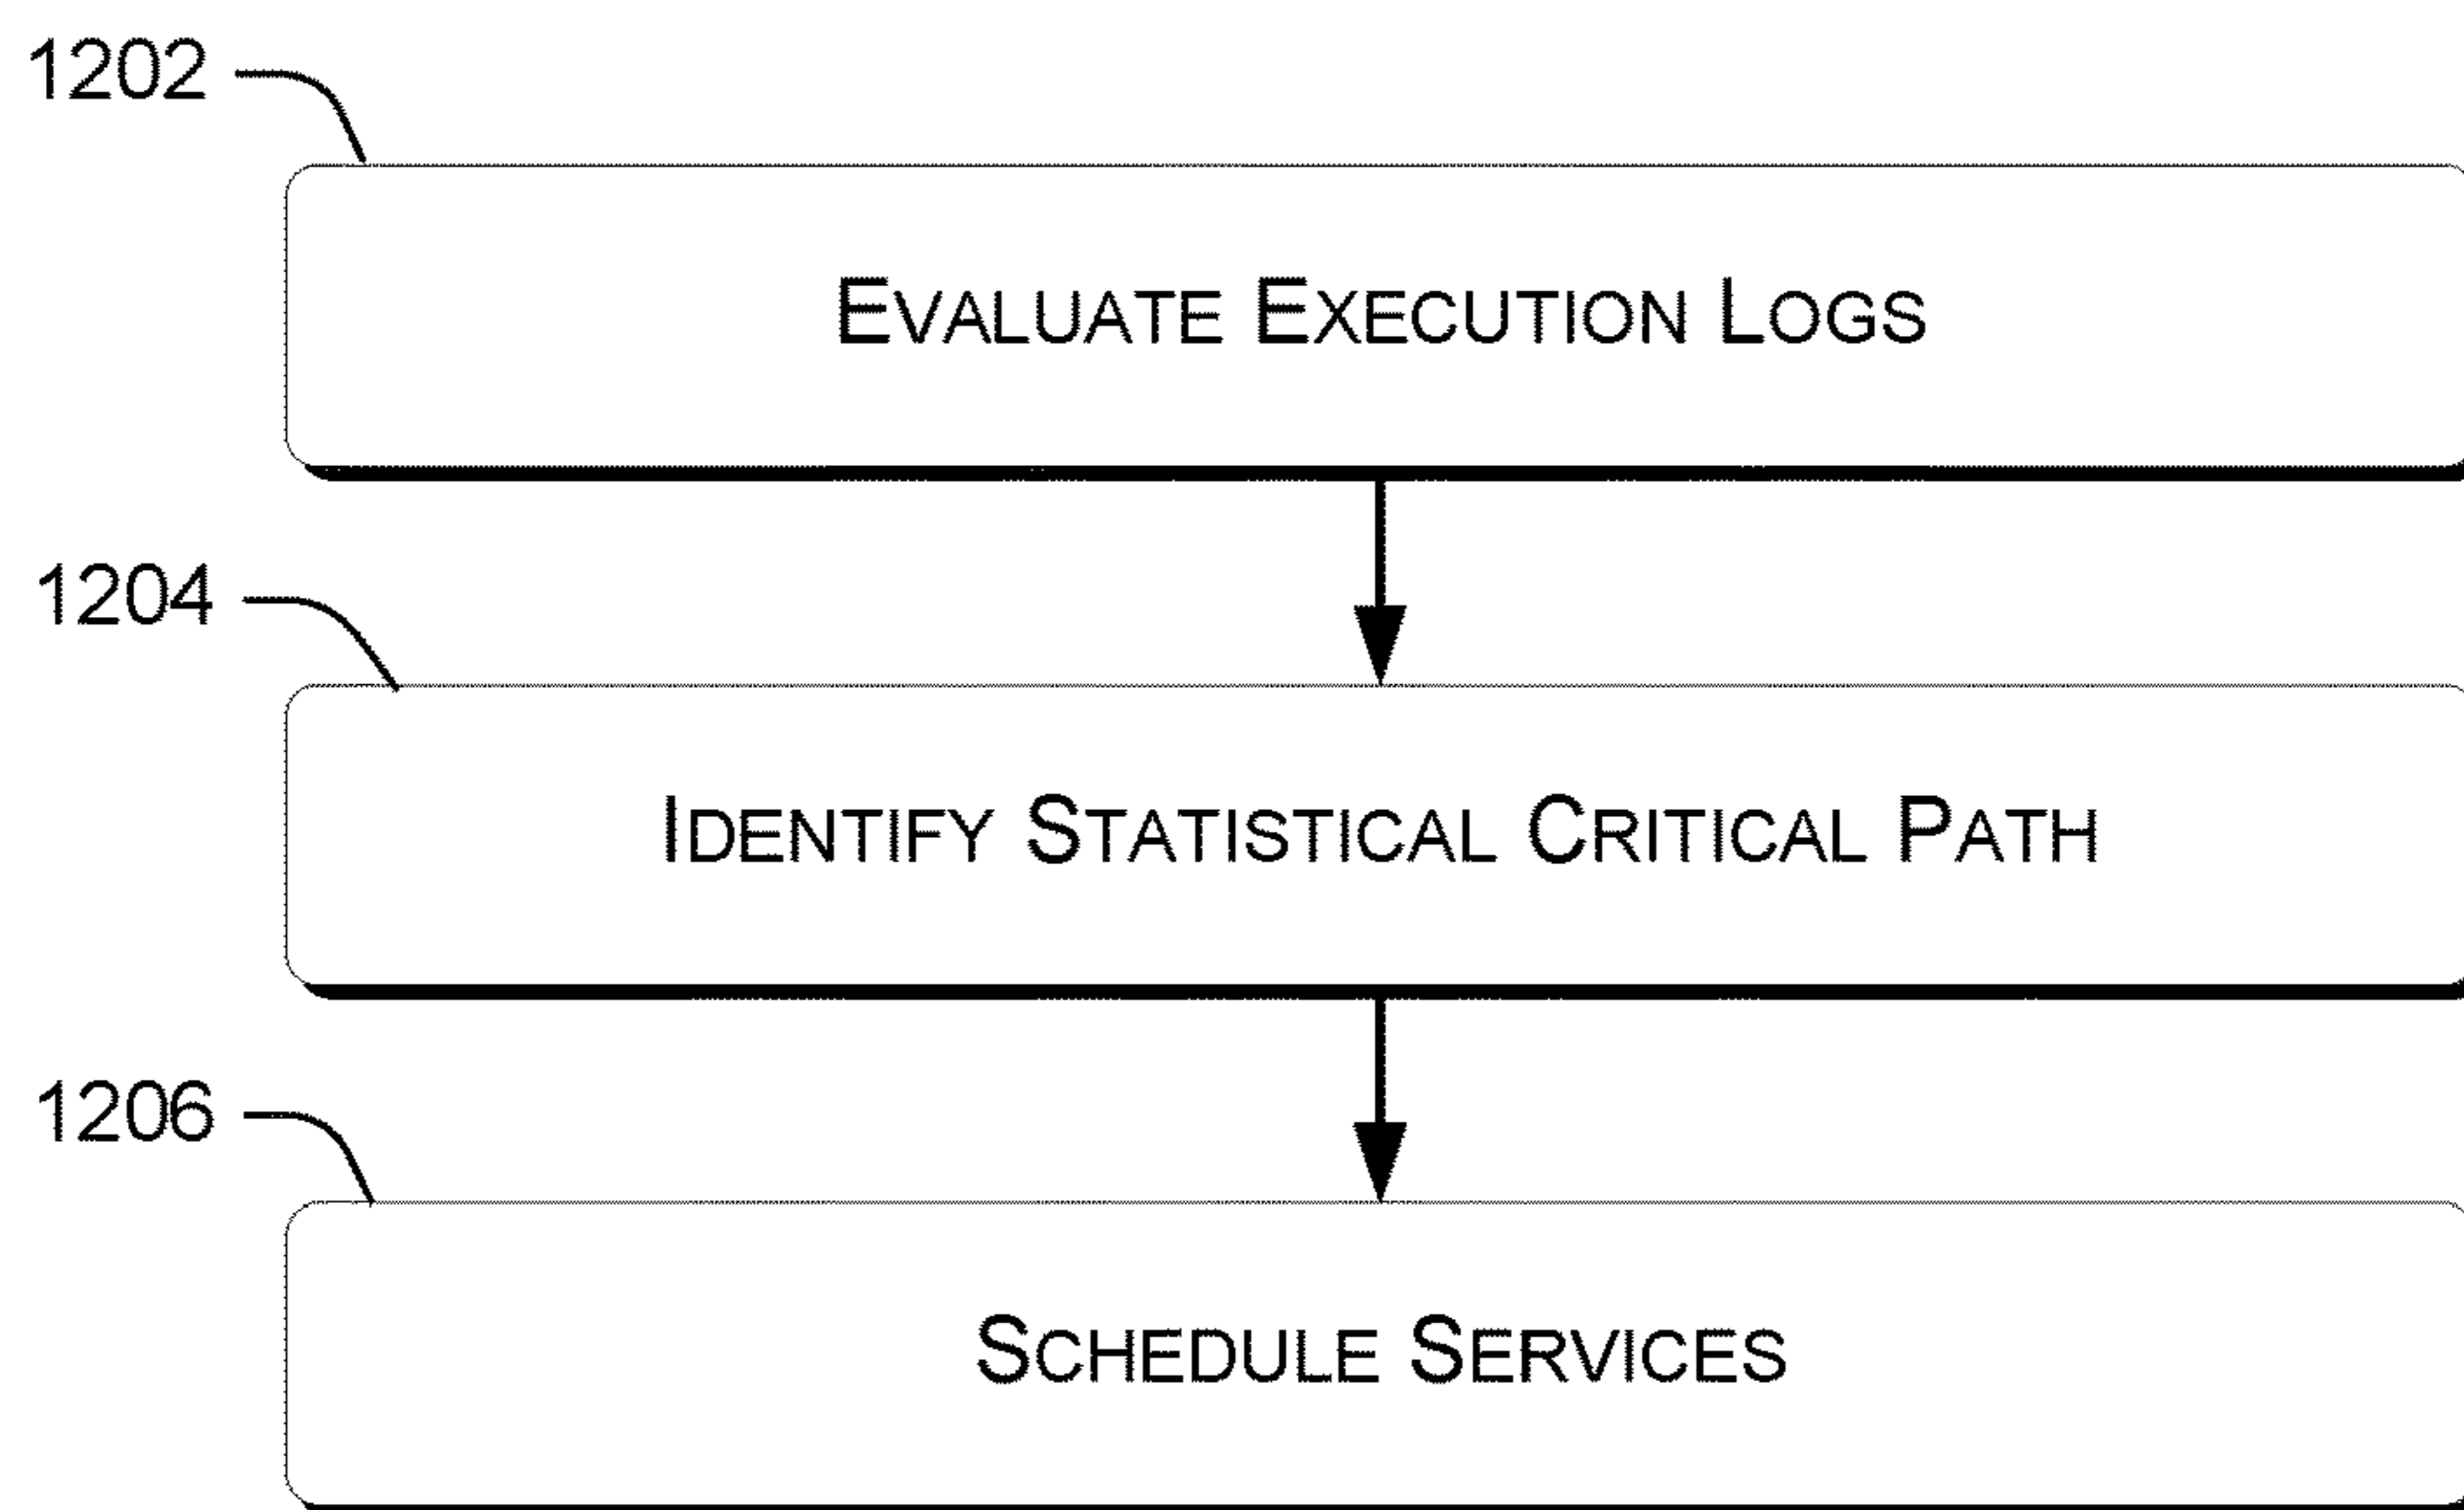 1202
EVALUATE EXECUTION LOGS
1204
IDENTIFY STATISTICAL CRITICAL PATH
1206
SCHEDULE SERVICES